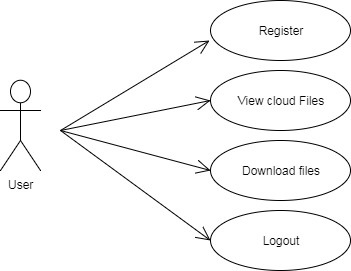 Register
View cloud Files
Download files
User
Logout